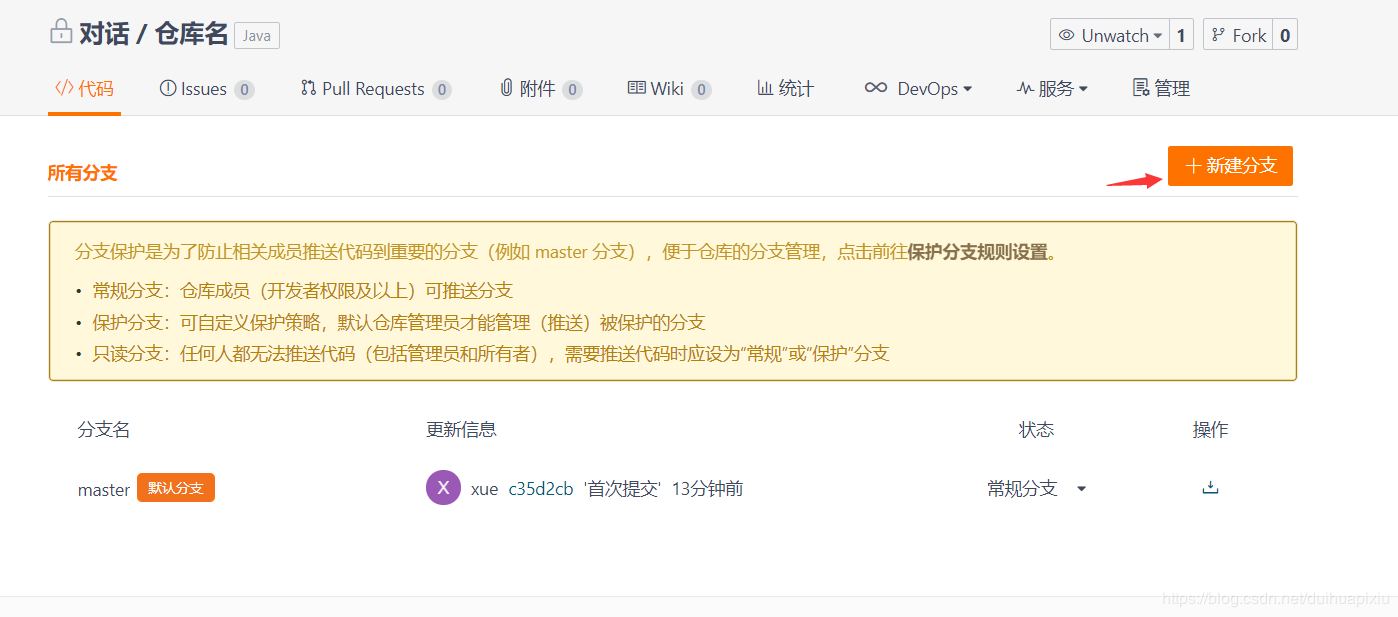 对话 / 仓库名 Java Unwatch 1 Fork 0
代码 Issues 0 Pull Requests 0 附件 0 Wiki 0 统计 DevOps 服务 管理
所有分支 + 新建分支
分支保护是为了防止相关成员推送代码到重要的分支（例如 master 分支），便于仓库的分支管理，点击前往保护分支规则设置。
• 常规分支：仓库成员（开发者权限及以上）可推送分支
• 保护分支：可自定义保护策略，默认仓库管理员才能管理（推送）被保护的分支
• 只读分支：任何人都无法推送代码（包括管理员和所有者），需要推送代码时应设为“常规”或“保护”分支
分支名 更新信息 状态 操作
master 默认分支 X xue c35d2cb '首次提交' 13分钟前 常规分支
https://blog.csdn.net/duihuapixiu